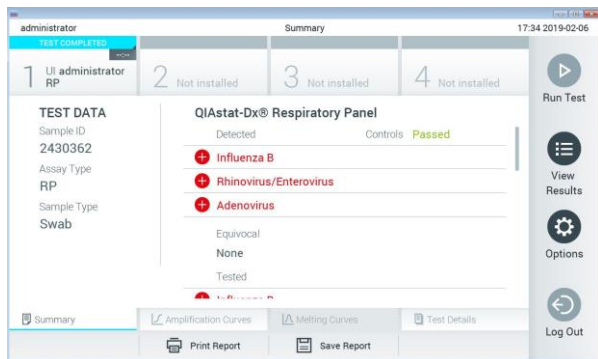 administrator Summary 17:34 2019-02-06
TEST COMPLETED
1 UI administrator RP
2 Not installed
3 Not installed
4 Not installed
Run Test
View Results
Options
Log Out
TEST DATA
Sample ID
2430362
Assay Type
RP
Sample Type
Swab
QIAstat-Dx® Respiratory Panel
Detected Controls Passed
Influenza B
Rhinovirus/Enterovirus
Adenovirus
Equivocal
None
Tested
Influenza B
Summary Amplification Curves Melting Curves Test Details
Print Report Save Report